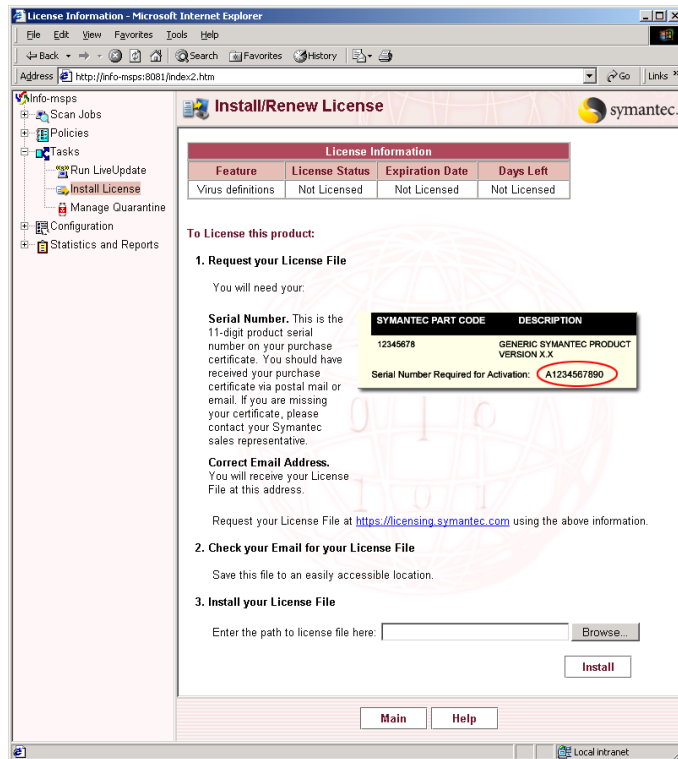 License Information - Microsoft Internet Explorer
File Edit View Favorites Tools Help
Back Search Favorites History
Address http://info-msps:8081/index2.htm Go Links »
Info-msps
Scan Jobs
Policies
Tasks
Run LiveUpdate
Install License
Manage Quarantine
Configuration
Statistics and Reports
Install/Renew License
symantec.
License Information
Feature License Status Expiration Date Days Left
Virus definitions Not Licensed Not Licensed Not Licensed
To License this product:
1. Request your License File
You will need your:
Serial Number. This is the
11-digit product serial
number on your purchase
certificate. You should have
received your purchase
certificate via postal mail or
email. If you are missing
your certificate, please
contact your Symantec
sales representative.
SYMANTEC PART CODE DESCRIPTION
12345678 GENERIC SYMANTEC PRODUCT
VERSION X.X
Serial Number Required for Activation: A1234567890
Correct Email
Address.
You will receive your License
File at this address.
Request your License File at https://licensing.symantec.com using the above information.
2. Check your Email for your License File
Save this file to an easily accessible location.
3. Install your License File
Enter the path to license file here: Browse...
Install
Main Help
Local intranet